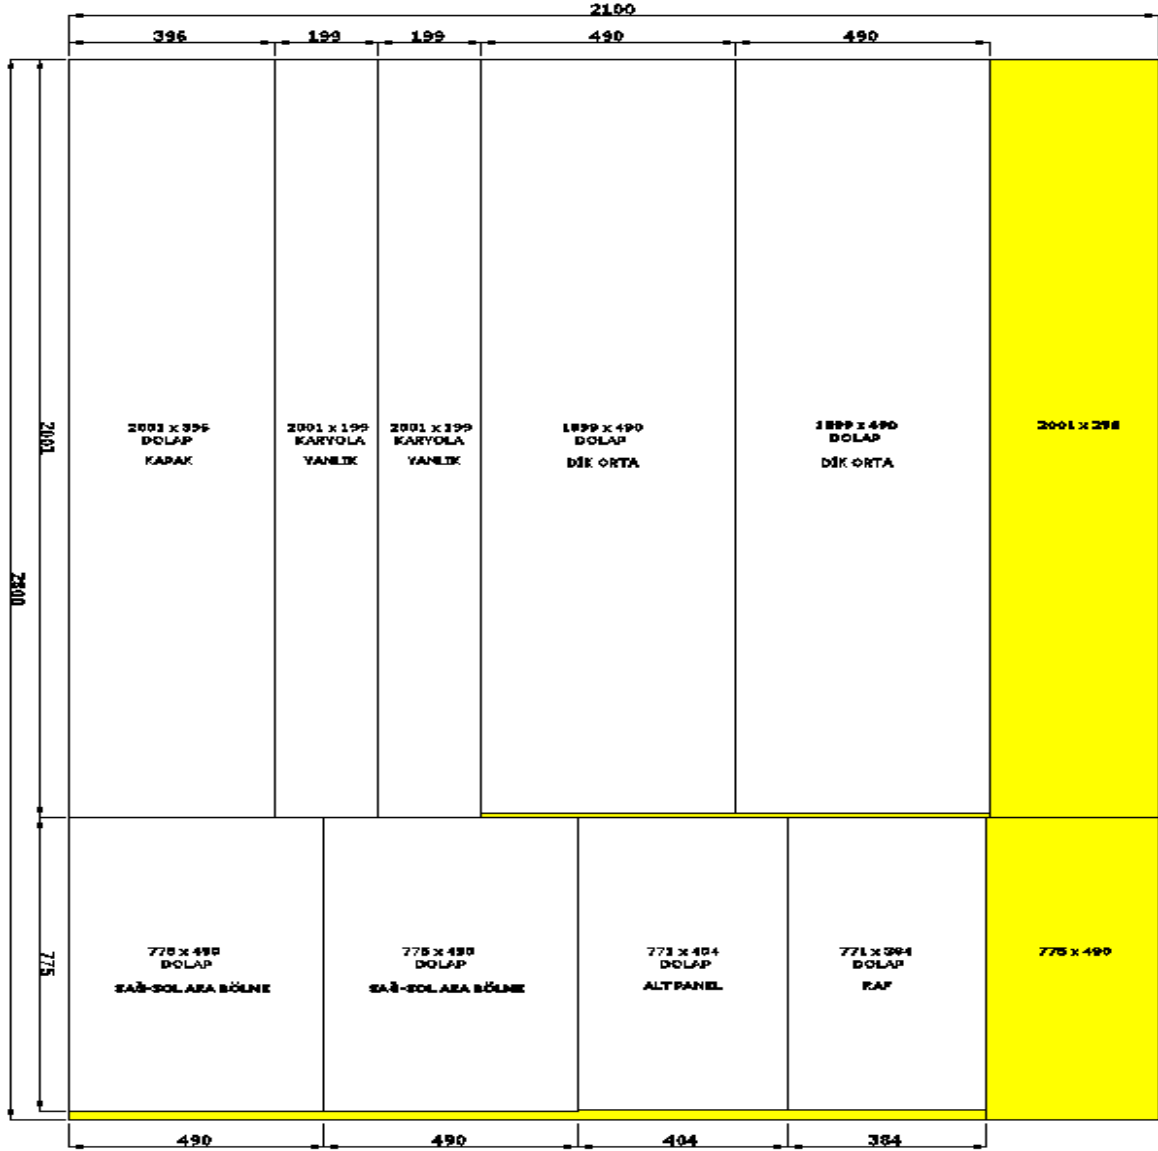 2100
396 199 199 490 490
2001 x 396
DOLAP
KAPAK
2001 x 199
KARYOLA
YANLIK
2001 x 199
KARYOLA
YANLIK
1899 x 490
DOLAP
DİK ORTA
1899 x 490
DOLAP
DİK ORTA
2001 x 298
2001
2800
775 x 490
DOLAP
SAĞ-SOL ARA BÖLME
775 x 490
DOLAP
SAĞ-SOL ARA BÖLME
771 x 404
DOLAP
ALT PANEL
771 x 384
DOLAP
RAF
775 x 490
775
490 490 404 384